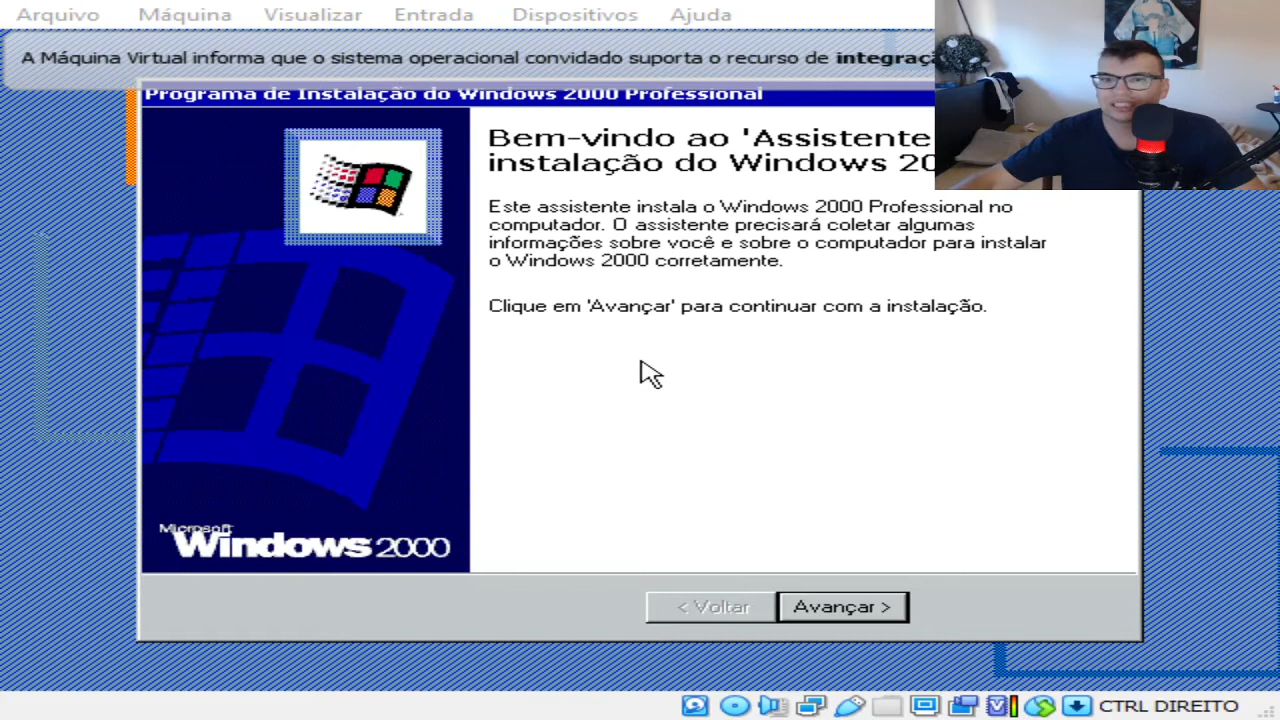 Arquivo Máquina Visualizar Entrada Dispositivos Ajuda
A Máquina Virtual informa que o sistema operacional convidado suporta o recurso de
Programa de Instalação do Windows 2000 Professional
Bem-vindo ao 'Assistente
instalação do Windows
Este assistente instala o Windows 2000 Professional no
computador. O assistente precisará coletar algumas
informações sobre você e sobre o computador para instalar
o Windows 2000 corretamente.
Clique em 'Avançar' para continuar com a instalação.
Microsoft
Windows 2000
< Voltar Avançar >
CTRL DIREITO